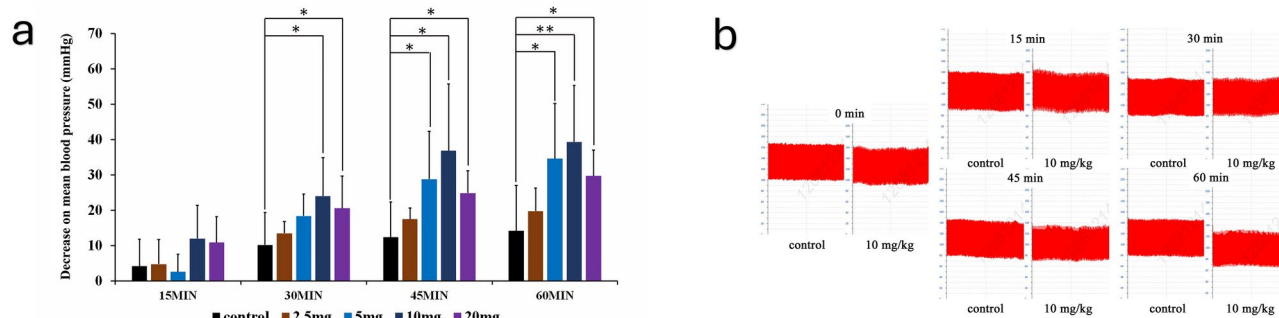 a
Decrease on mean blood pressure (mmHg)
70
60
50
40
30
20
10
0
*
*
*
*
*
*
**
*
15MIN
30MIN
45MIN
60MIN
control 2.5mg 5mg 10mg 20mg
b
0 min
control
10 mg/kg
15 min
control
10 mg/kg
30 min
control
10 mg/kg
45 min
control
10 mg/kg
60 min
control
10 mg/kg